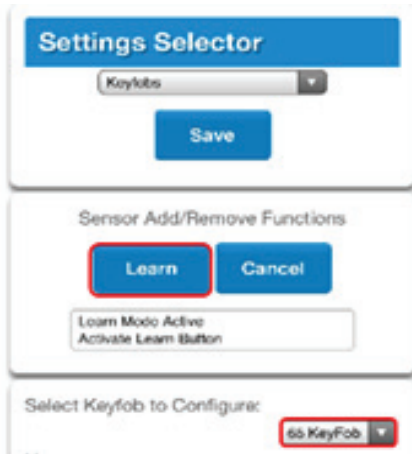 Settings Selector
Keyfobs
Save
Sensor Add/Remove Functions
Learn Cancel
Learn Mode Active
Activate Learn Button
Select Keyfob to Configure:
65 KeyFob